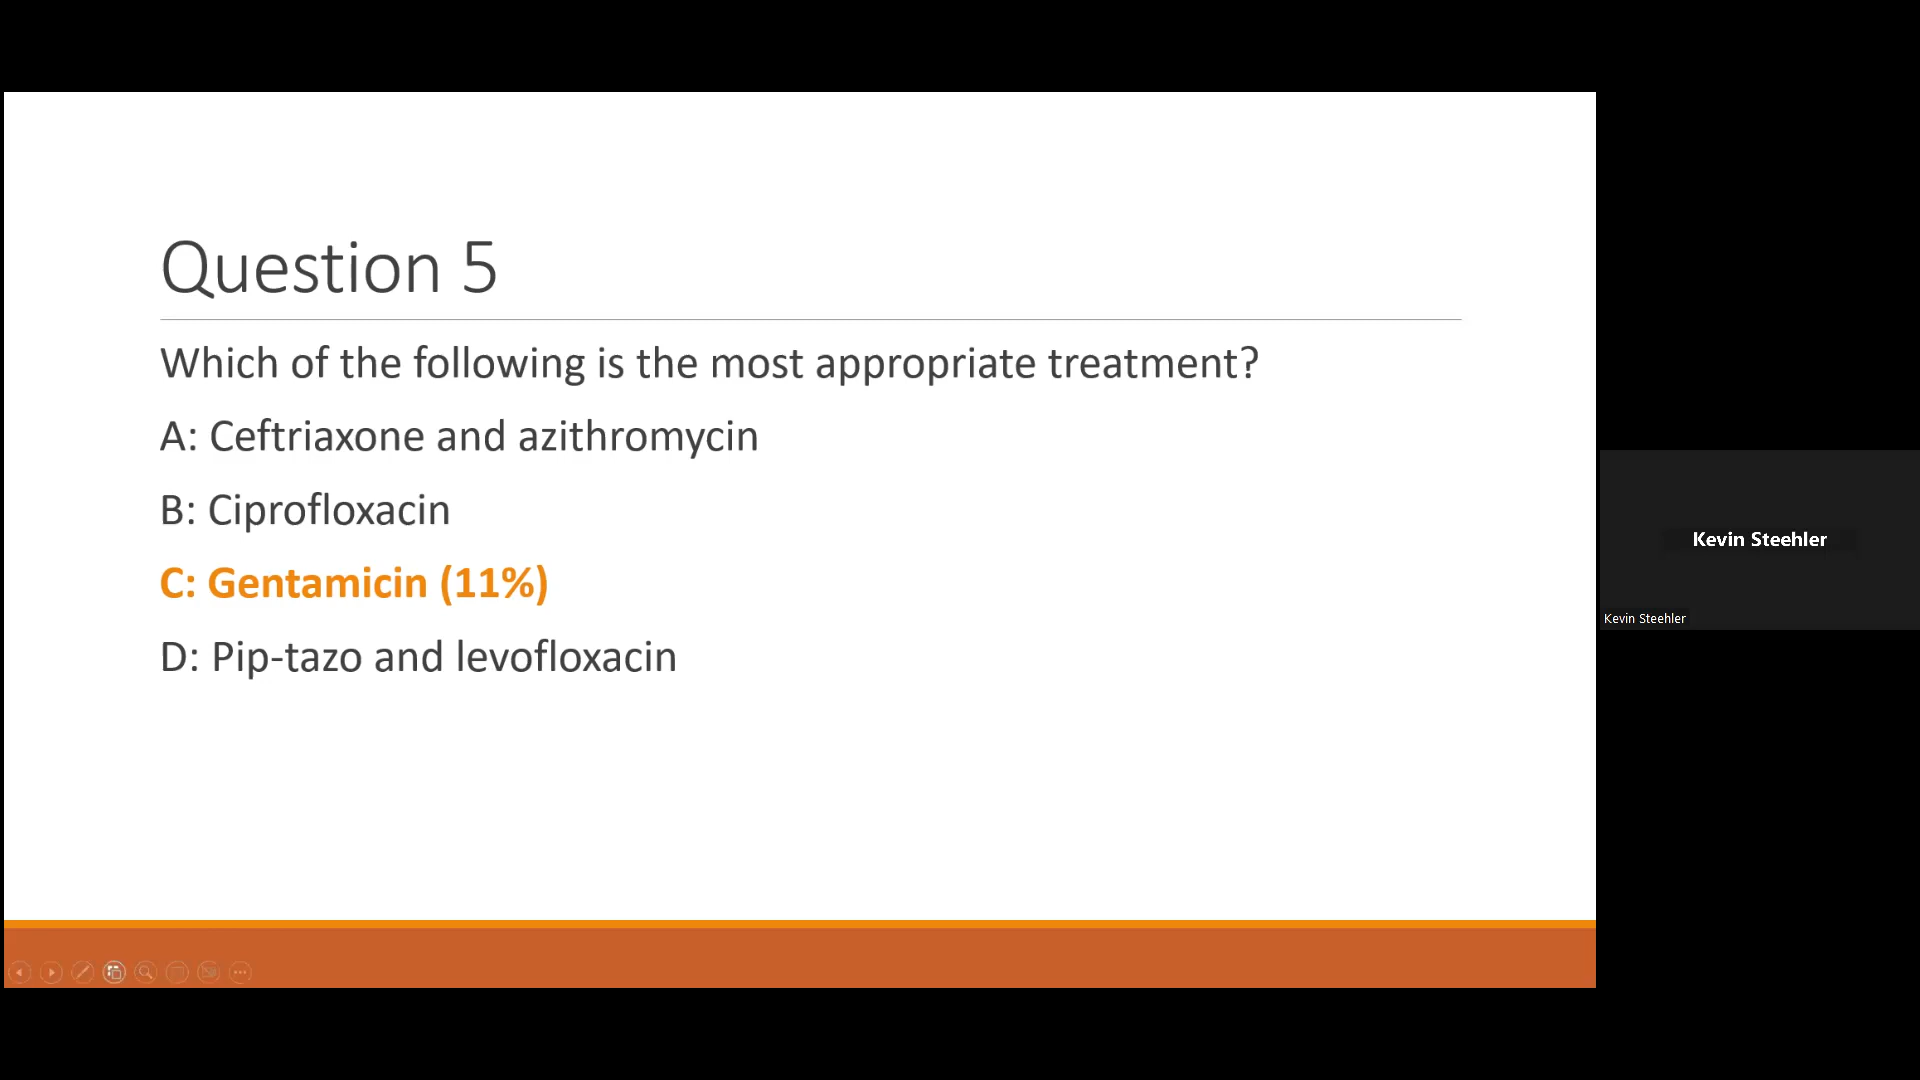 Question 5
Which of the following is the most appropriate treatment?
A: Ceftriaxone and azithromycin
B: Ciprofloxacin
C: Gentamicin (11%)
D: Pip-tazo and levofloxacin
Kevin Steehler
Kevin Steehler